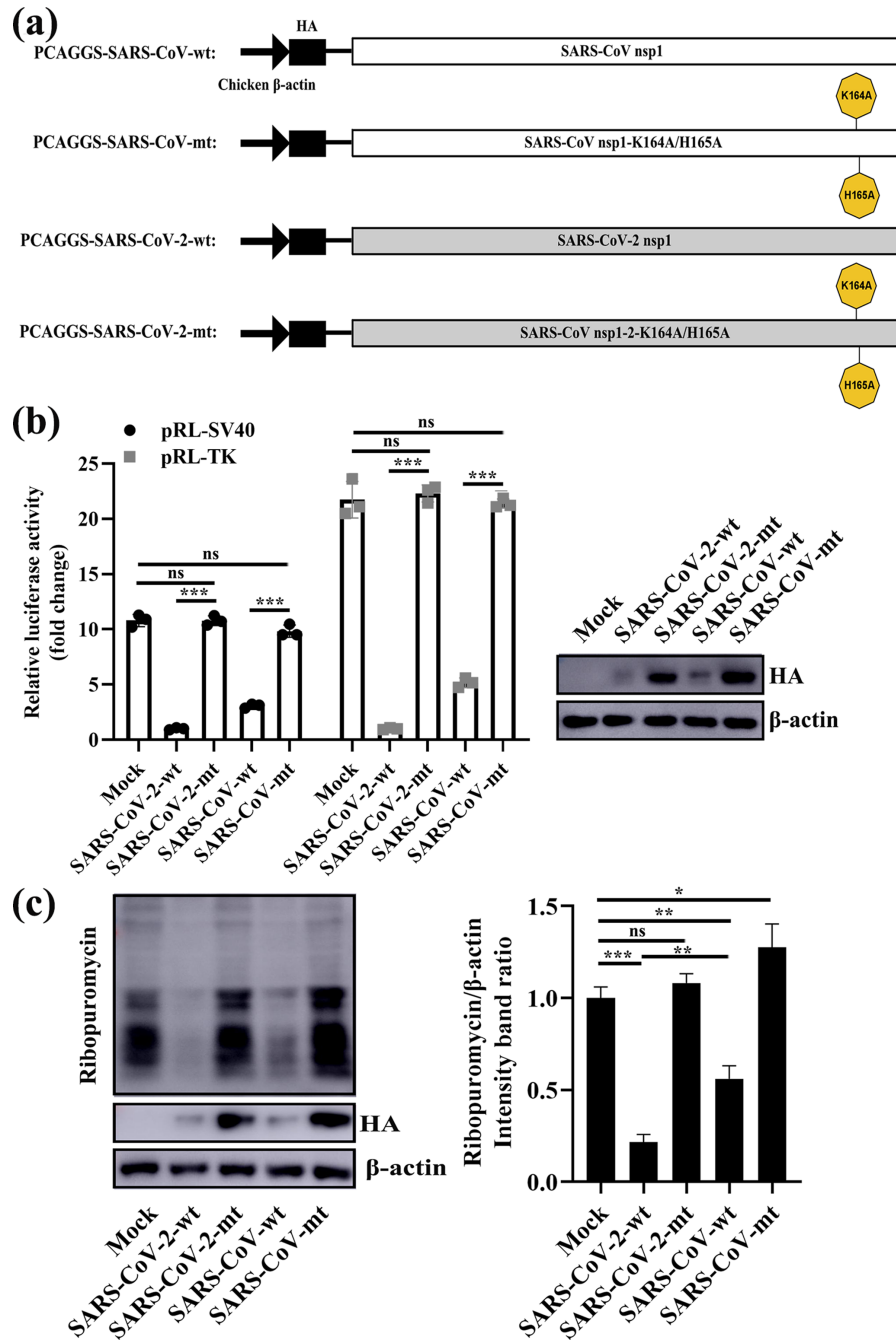 (a)
HA
PCAGGS-SARS-CoV-wt:
SARS-CoV nsp1
Chicken β-actin
K164A
PCAGGS-SARS-CoV-mt:
SARS-CoV nsp1-K164A/H165A
H165A
PCAGGS-SARS-CoV-2-wt:
SARS-CoV-2 nsp1
K164A
PCAGGS-SARS-CoV-2-mt:
SARS-CoV nsp1-2-K164A/H165A
H165A
(b)
pRL-SV40
pRL-TK
Relative luciferase activity
(fold change)
25
20
15
10
5
0
ns
ns
***
***
ns
ns
***
***
Mock
SARS-CoV-2-wt
SARS-CoV-2-mt
SARS-CoV-wt
SARS-CoV-mt
Mock
SARS-CoV-2-wt
SARS-CoV-2-mt
SARS-CoV-wt
SARS-CoV-mt
Mock
SARS-CoV-2-wt
SARS-CoV-2-mt
SARS-CoV-wt
SARS-CoV-mt
HA
β-actin
(c)
Ribopuromycin
HA
β-actin
Mock
SARS-CoV-2-wt
SARS-CoV-2-mt
SARS-CoV-wt
SARS-CoV-mt
Ribopuromycin/β-actin
Intensity band ratio
1.5
1.0
0.5
0.0
*
**
ns
***
**
Mock
SARS-CoV-2-wt
SARS-CoV-2-mt
SARS-CoV-wt
SARS-CoV-mt